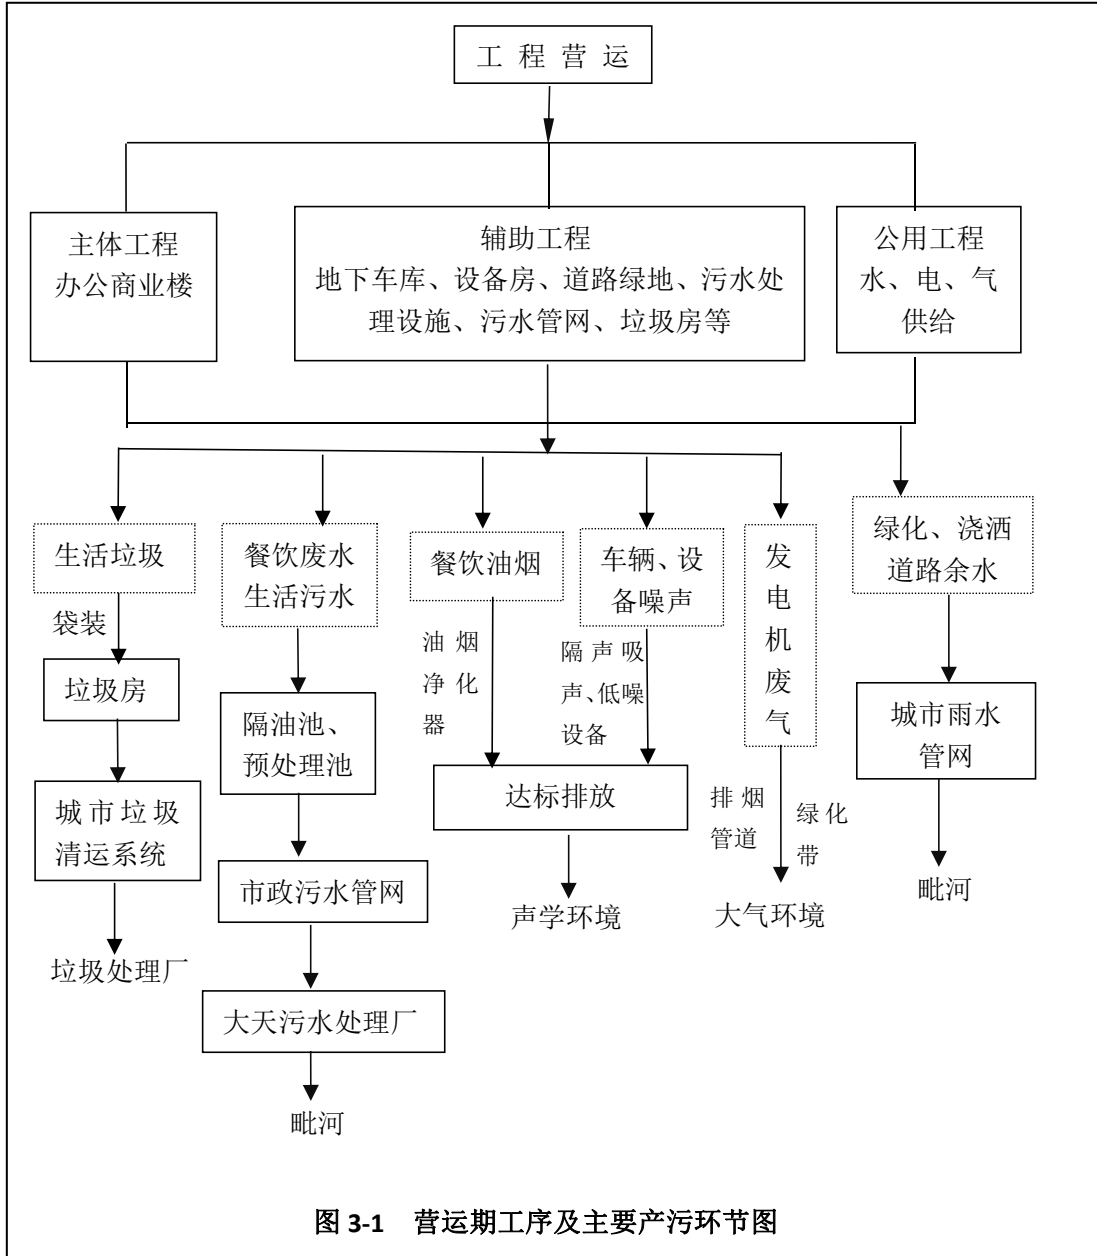 工程营运
主体工程
办公商业楼
辅助工程
地下车库、设备房、道路绿地、污水处
理设施、污水管网、垃圾房等
公用工程
水、电、气
供给
生活垃圾
餐饮废水
生活污水
餐饮油烟
车辆、设
备噪声
发
电
机
废
气
绿化、浇洒
道路余水
袋装
油烟
净化
器
隔声吸
声、低噪
设备
垃圾房
隔油池、
预处理池
城市雨水
管网
城市垃圾
清运系统
达标排放
排烟
管道
绿化
带
市政污水管网
声学环境
大气环境
毗河
垃圾处理厂
大天污水处理厂
毗河
图 3-1 营运期工序及主要产污环节图